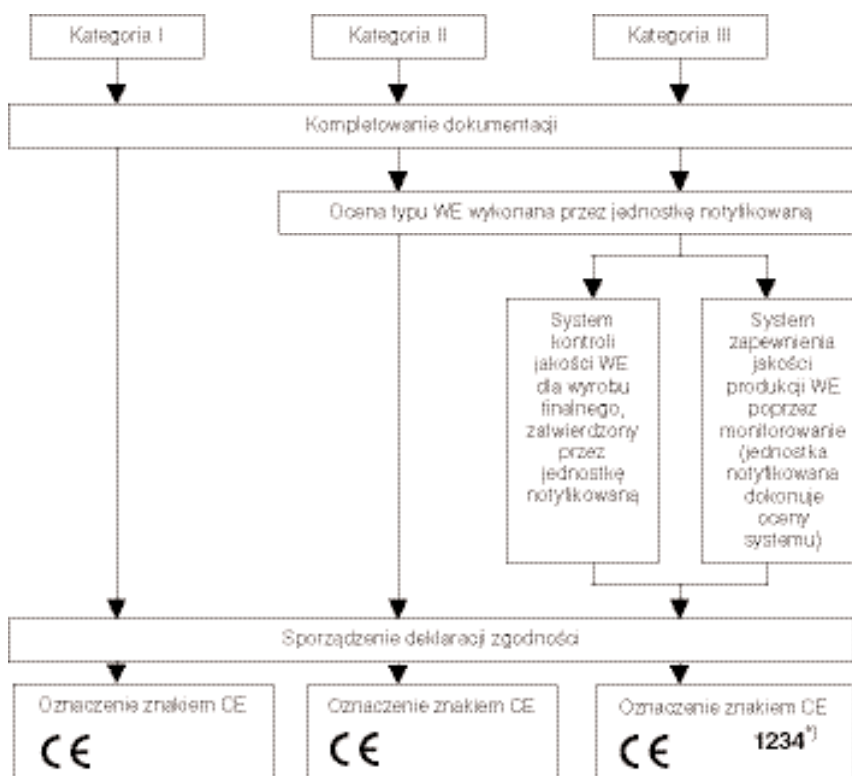 Kategoria I
Kategoria II
Kategoria III
Kompletowanie dokumentacji
Ocena typu WE wykonana przez jednostkę notyfikowaną
System
kontroli
jakości WE
dla wyrobu
finalnego,
zatwierdzony
przez
jednostkę
notyfikowaną
System
zapewnienia
jakości
produkcji WE
poprzez
monitorowanie
(jednostka
notyfikowana
dokonuje
oceny
systemu)
Sporządzenie deklaracji zgodności
Oznaczenie znakiem CE
CE
Oznaczenie znakiem CE
CE
Oznaczenie znakiem CE
CE 1234*)